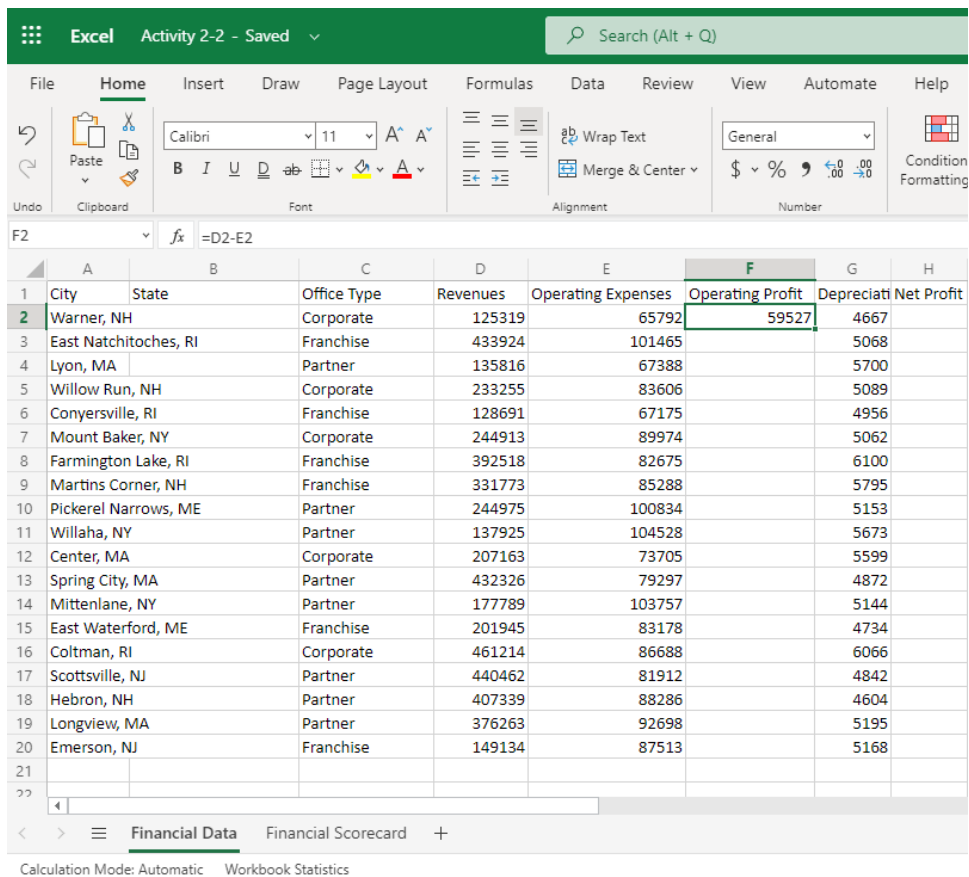 Excel Activity 2-2 - Saved Search (Alt + Q)
File Home Insert Draw Page Layout Formulas Data Review View Automate Help
Calibri 11 A^ A˅ ab Wrap Text General
Paste B I U D ab A Merge & Center $ % 9 .00 .00 Condition
Formatting
Undo Clipboard Font Alignment Number
F2 fx =D2-E2
A B C D E F G H
1 City State Office Type Revenues Operating Expenses Operating Profit Depreciati Net Profit
2 Warner, NH Corporate 125319 65792 59527 4667
3 East Natchitoches, RI Franchise 433924 101465 5068
4 Lyon, MA Partner 135816 67388 5700
5 Willow Run, NH Corporate 233255 83606 5089
6 Conyersville, RI Franchise 128691 67175 4956
7 Mount Baker, NY Corporate 244913 89974 5062
8 Farmington Lake, RI Franchise 392518 82675 6100
9 Martins Corner, NH Franchise 331773 85288 5795
10 Pickerel Narrows, ME Partner 244975 100834 5153
11 Willaha, NY Partner 137925 104528 5673
12 Center, MA Corporate 207163 73705 5599
13 Spring City, MA Partner 432326 79297 4872
14 Mittenlane, NY Partner 177789 103757 5144
15 East Waterford, ME Franchise 201945 83178 4734
16 Coltman, RI Corporate 461214 86688 6066
17 Scottsville, NJ Partner 440462 81912 4842
18 Hebron, NH Partner 407339 88286 4604
19 Longview, MA Partner 376263 92698 5195
20 Emerson, NJ Franchise 149134 87513 5168
21
Financial Data Financial Scorecard +
Calculation Mode: Automatic Workbook Statistics